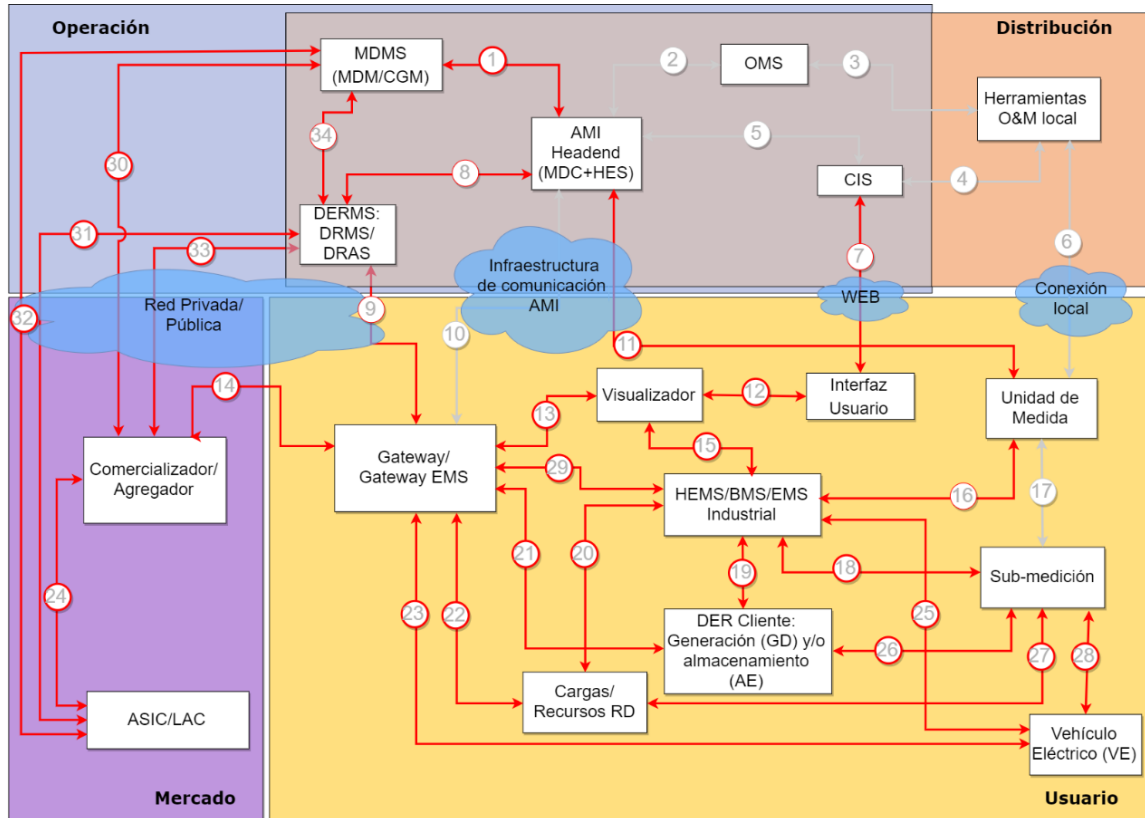 Operación
Distribución
MDMS
(MDM/CGM)
1
2
OMS
3
Herramientas
O&M local
34
AMI
Headend
(MDC+HES)
5
30
8
CIS
4
31
33
DERMS:
DRMS/
DRAS
7
6
Infraestructura
de comunicación
AMI
Red Privada/
Pública
WEB
Conexión
local
32
9
10
11
14
Visualizador
12
Interfaz
Usuario
Unidad de
Medida
13
15
Comercializador/
Agregador
Gateway/
Gateway EMS
29
HEMS/BMS/EMS
Industrial
16
17
21
20
18
Sub-medición
19
24
23
22
25
DER Cliente:
Generación (GD) y/o
almacenamiento
(AE)
26
27
28
Cargas/
Recursos RD
ASIC/LAC
Vehículo
Eléctrico (VE)
Mercado
Usuario